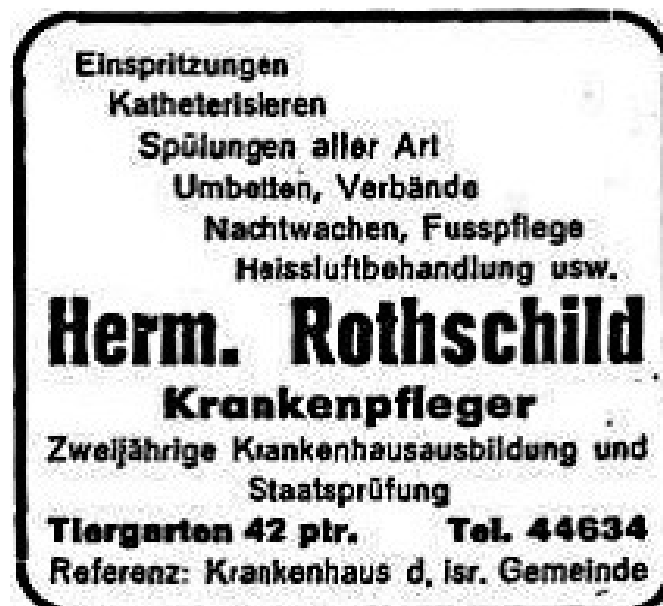 Einspritzungen
Katheterisieren
Spülungen aller Art
Umbetten, Verbände
Nachtwachen, Fusspflege
Heissluftbehandlung usw.
Herm. Rothschild
Krankenpfleger
Zweijährige Krankenhausausbildung und
Staatsprüfung
Tiergarten 42 ptr. Tel. 44634
Referenz: Krankenhaus d. isr. Gemeinde